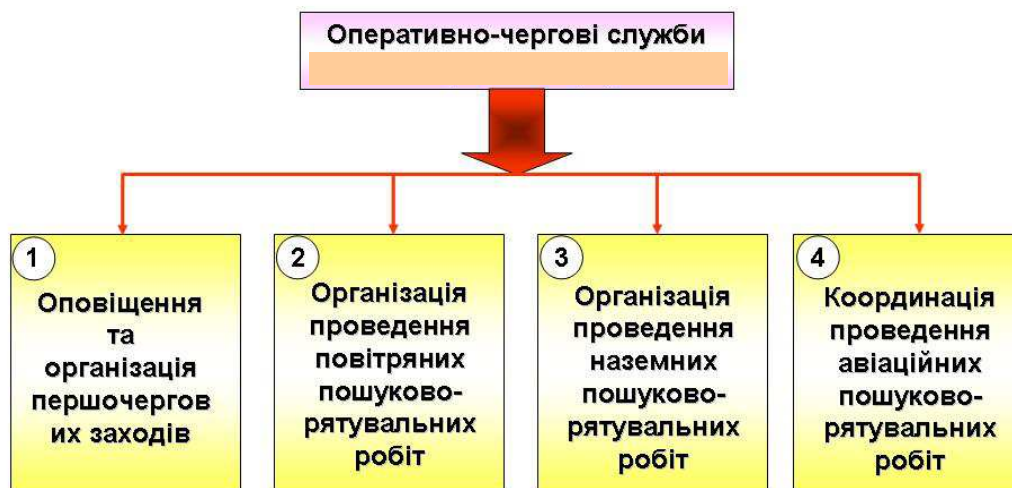 Оперативно-чергові служби
1
Оповіщення
та
організація
першочергов
их заходів
2
Організація
проведення
повітряних
пошуково-
рятувальних
робіт
3
Організація
проведення
наземних
пошуково-
рятувальних
робіт
4
Координація
проведення
авіаційних
пошуково-
рятувальних
робіт